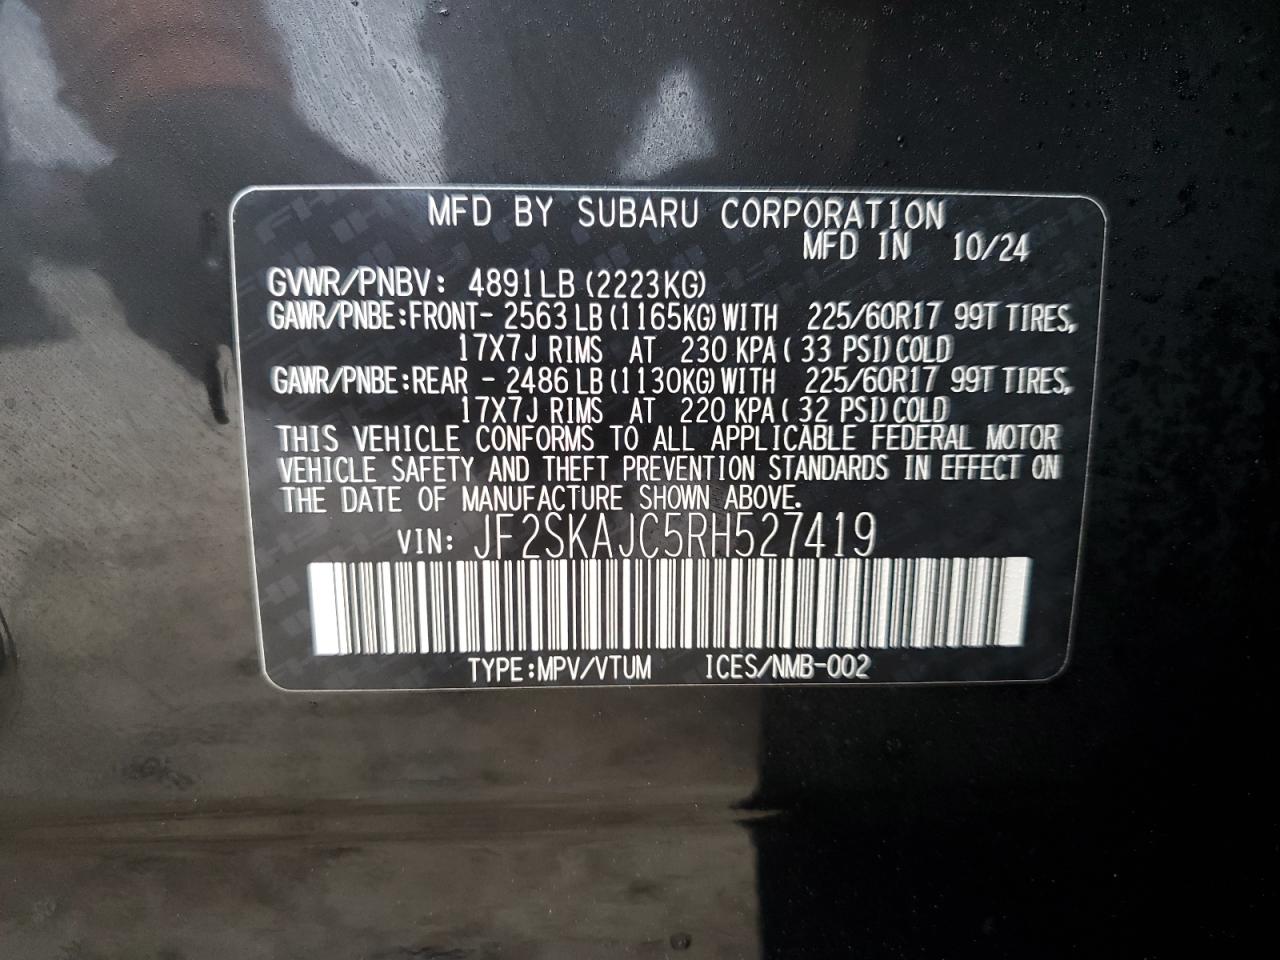 MFD BY SUBARU CORPORATION
MFD IN 10/24
GVWR/PNBV: 4891LB (2223KG)
GAWR/PNBE:FRONT- 2563LB (1165KG) WITH 225/60R17 99T TIRES,
17X7J RIMS AT 230 KPA ( 33 PSI) COLD
GAWR/PNBE:REAR - 2486LB (1130KG) WITH 225/60R17 99T TIRES,
17X7J RIMS AT 220 KPA ( 32 PSI) COLD
THIS VEHICLE CONFORMS TO ALL APPLICABLE FEDERAL MOTOR
VEHICLE SAFETY AND THEFT PREVENTION STANDARDS IN EFFECT ON
THE DATE OF MANUFACTURE SHOWN ABOVE.
VIN: JF2SKAJC5RH527419
TYPE:MPV/VTUM ICES/NMB-002